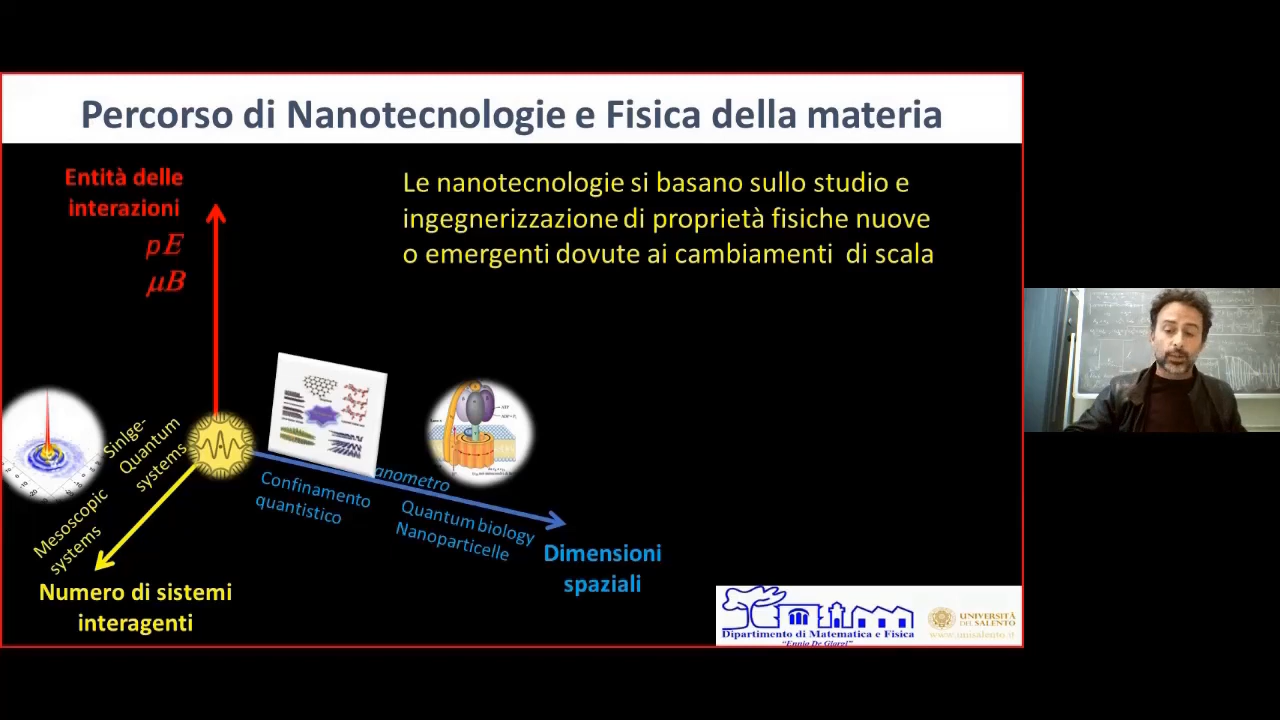 Percorso di Nanotecnologie e Fisica della materia
Entità delle
interazioni
pE
μB
Le nanotecnologie si basano sullo studio e
ingegnerizzazione di proprietà fisiche nuove
o emergenti dovute ai cambiamenti di scala
Sinlge-
Quantum
systems
Mesoscopic
systems
Numero di sistemi
interagenti
anometro
Confinamento
quantistico
Quantum biology
Nanoparticelle
Dimensioni
spaziali
Dipartimento di Matematica e Fisica
"Ennio De Giorgi"
UNIVERSITÀ
DEL SALENTO
www.unisalento.it